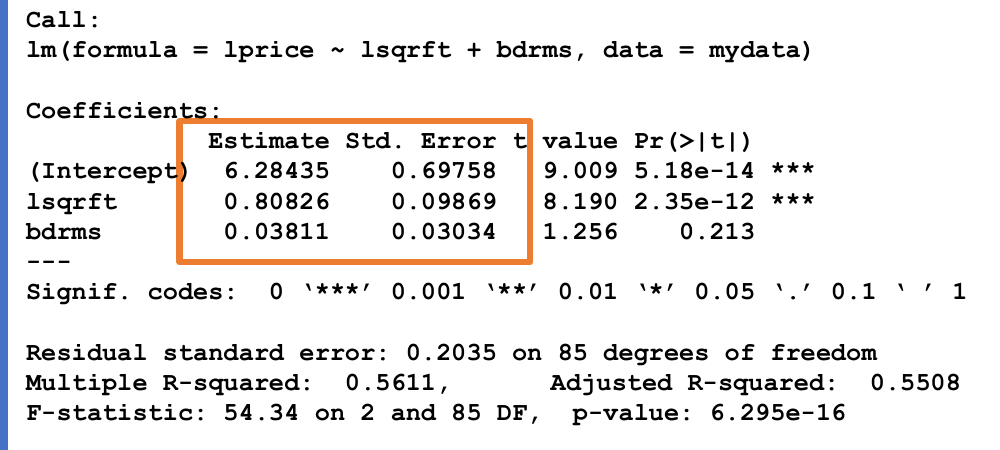 Call:
lm(formula = lprice ~ lsqrft + bdrms, data = mydata)
Coefficients:
Estimate Std. Error t value Pr(>|t|)
(Intercept) 6.28435 0.69758 9.009 5.18e-14 ***
lsqrft 0.80826 0.09869 8.190 2.35e-12 ***
bdrms 0.03811 0.03034 1.256 0.213
---
Signif. codes: 0 ‘***’ 0.001 ‘**’ 0.01 ‘*’ 0.05 ‘.’ 0.1 ‘ ’ 1
Residual standard error: 0.2035 on 85 degrees of freedom
Multiple R-squared: 0.5611, Adjusted R-squared: 0.5508
F-statistic: 54.34 on 2 and 85 DF, p-value: 6.295e-16